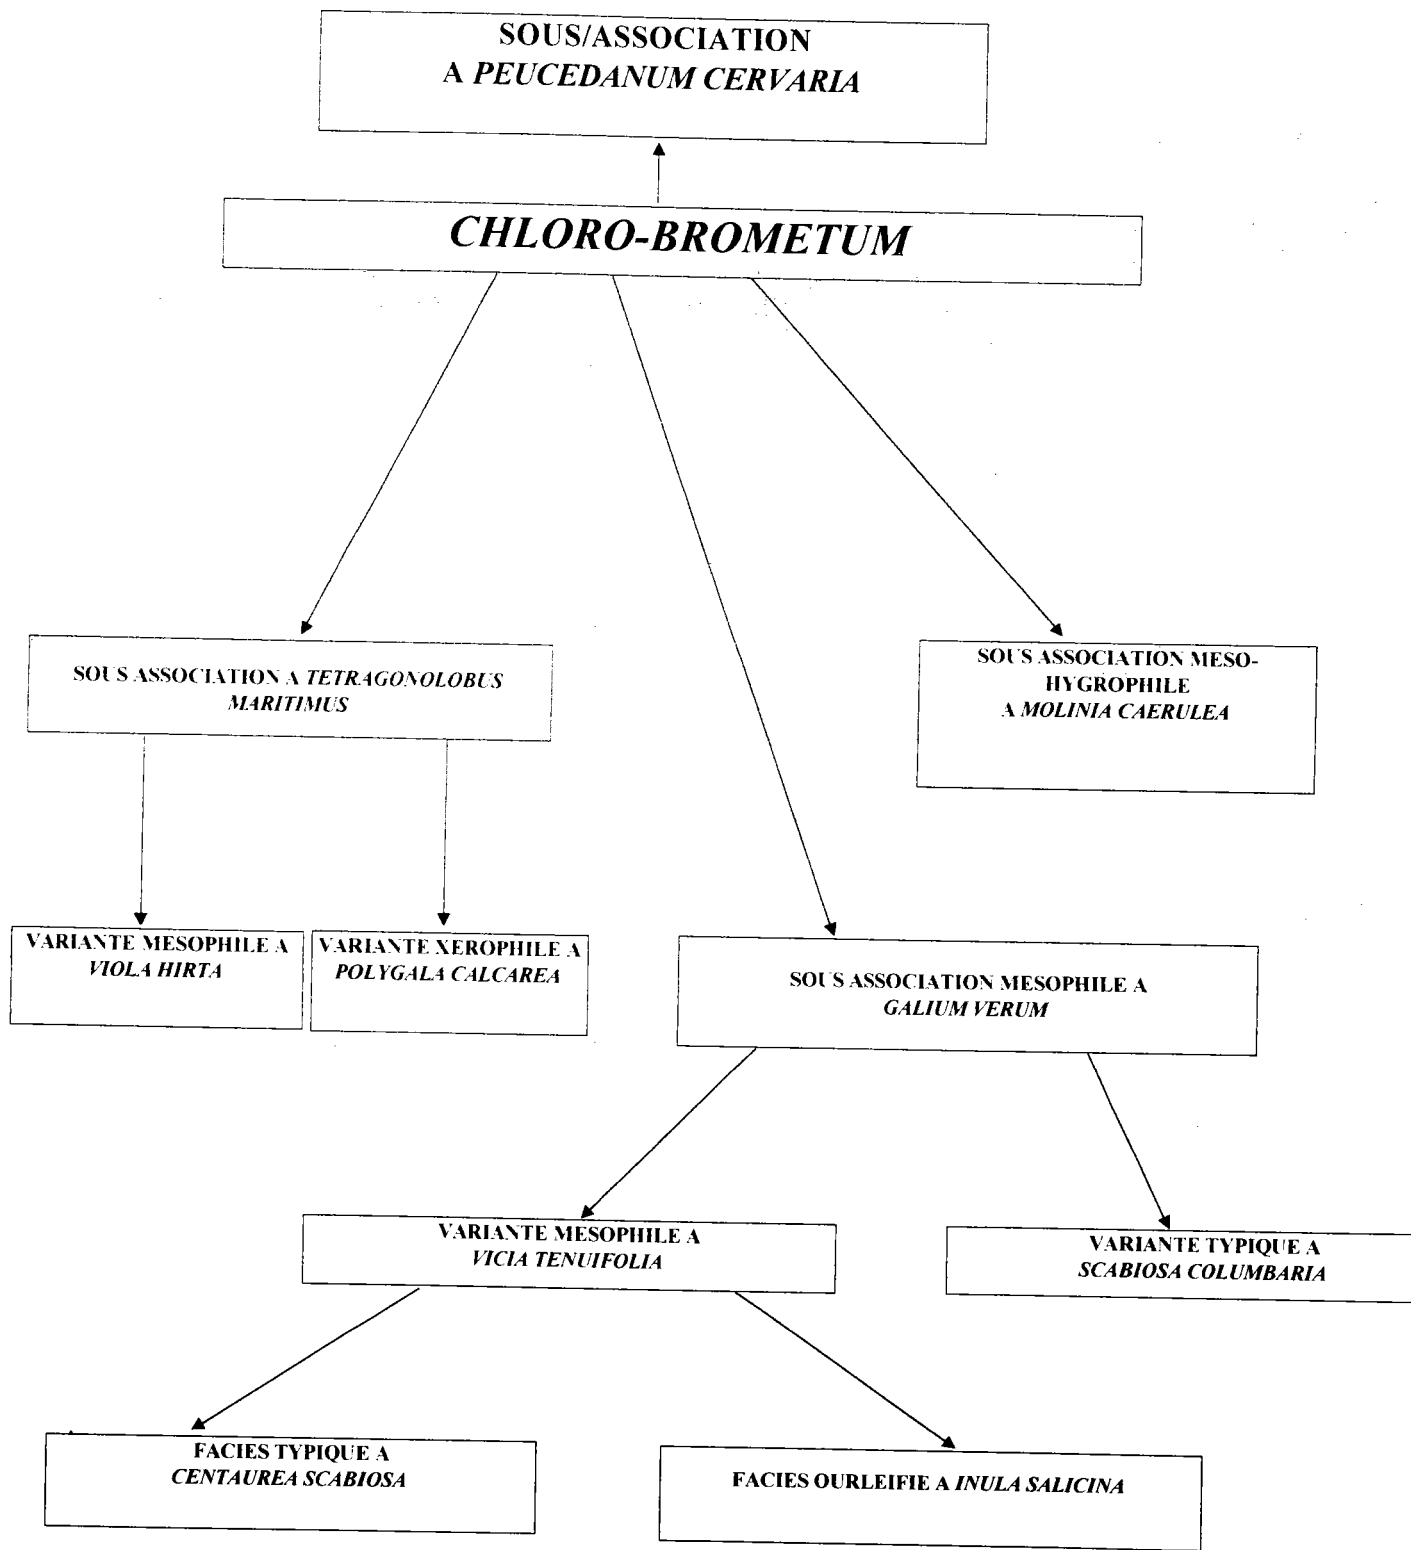 SOUS/ASSOCIATION
A PEUCEDANUM CERVARIA
CHLORO-BROMETUM
SOUS ASSOCIATION A TETRAGONOLOBUS
MARITIMUS
SOUS ASSOCIATION MESO-
HYGROPHILE
A MOLINIA CAERULEA
VARIANTE MESOPHILE A
VIOLA HIRTA
VARIANTE XEROPHILE A
POLYGALA CALCAREA
SOUS ASSOCIATION MESOPHILE A
GALIUM VERUM
VARIANTE MESOPHILE A
VICIA TENUIFOLIA
VARIANTE TYPIQUE A
SCABIOSA COLUMBARIA
FACIES TYPIQUE A
CENTAUREA SCABIOSA
FACIES OURLEIFIE A INULA SALICINA